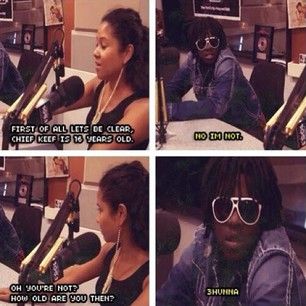 FIRST OF ALL LETS BE CLEAR,
CHIEF KEEF IS 16 YEARS OLD.
NO IM NOT.
OH YOU'RE NOT?
HOW OLD ARE YOU THEN?
3HUNNA